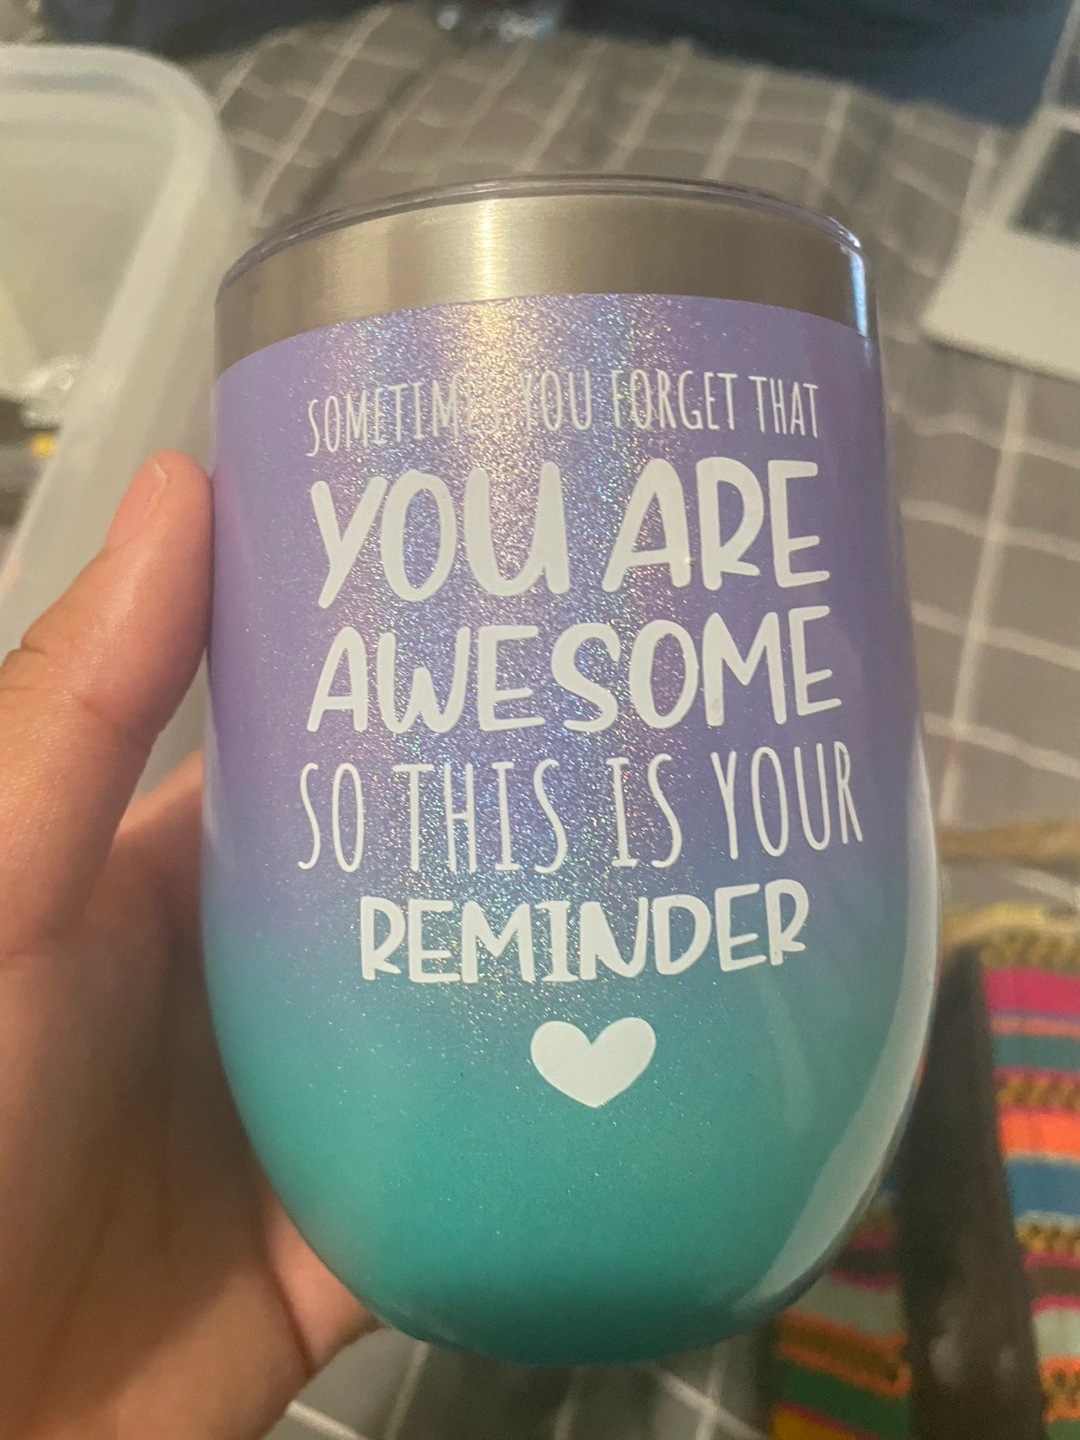 SOMETIMES YOU FORGET THAT
YOU ARE
AWESOME
SO THIS IS YOUR
REMINDER